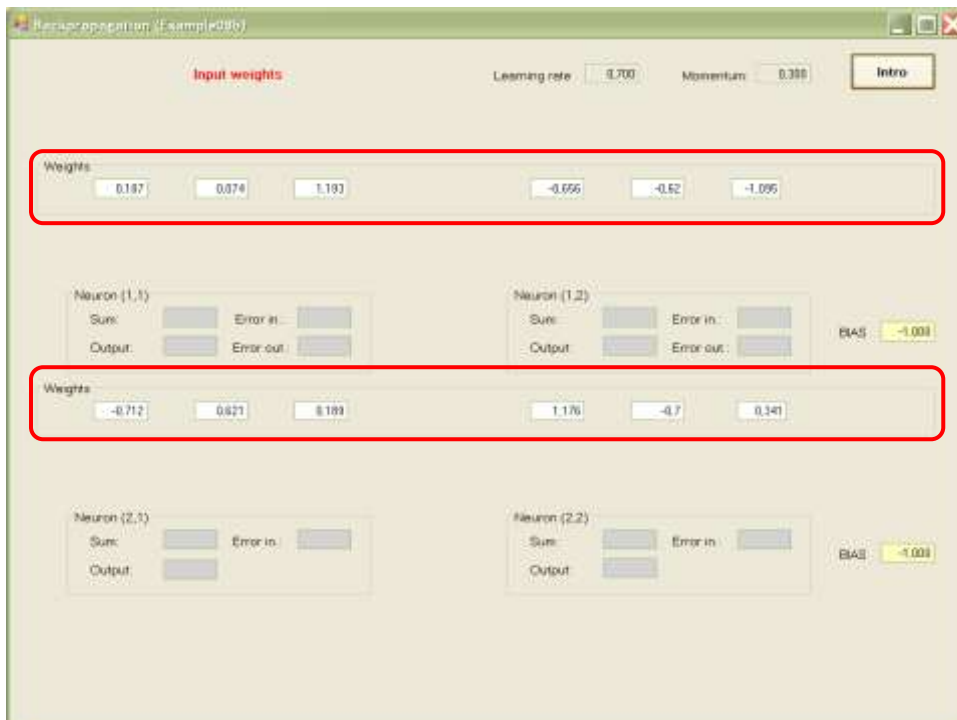 Backpropagation (Example08b)
Input weights Learning rate 0,700 Momentum 0,300 Intro
Weights
0,187 0,074 1,193 -0,656 -0,62 -1,095
Neuron (1,1) Neuron (1,2)
Sum: Error in.: Sum: Error in.:
BIAS -1,000
Output: Error out.: Output: Error out.:
Weights
-0,712 0,621 0,189 1,176 -0,7 0,341
Neuron (2,1) Neuron (2,2)
Sum: Error in.: Sum: Error in.:
BIAS -1,000
Output: Output: